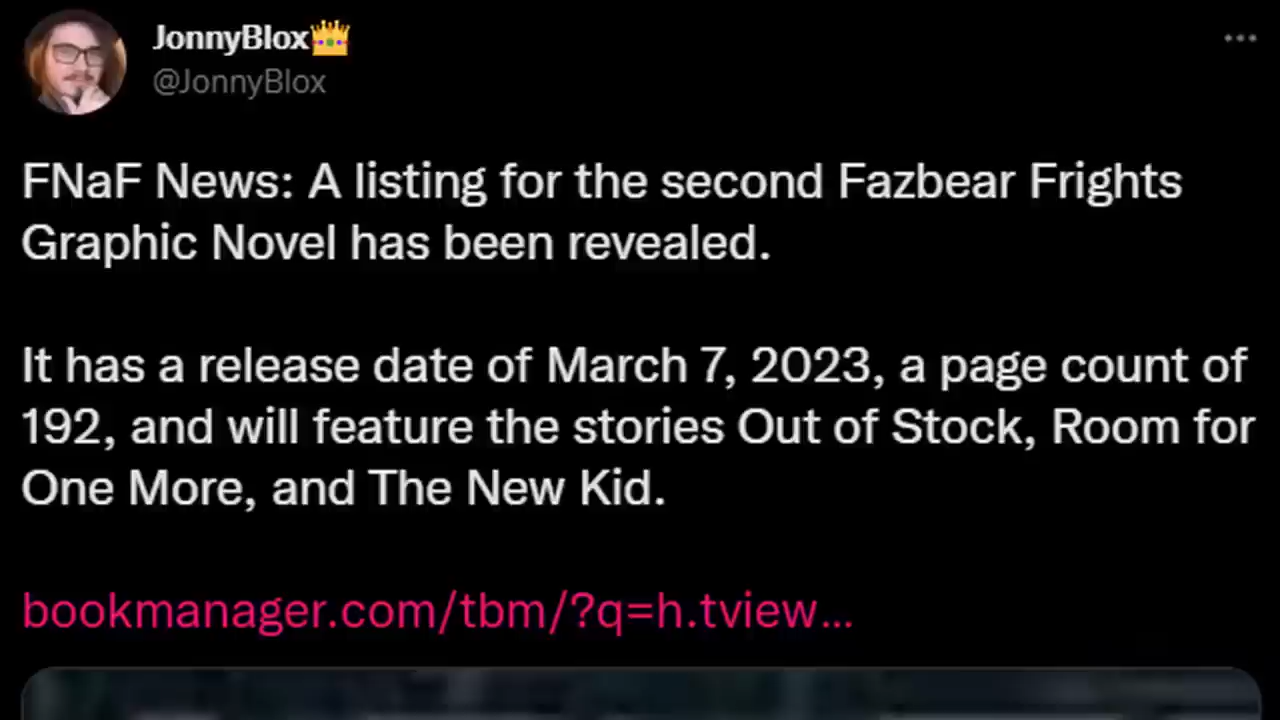 JonnyBlox👑
@JonnyBlox
FNaF News: A listing for the second Fazbear Frights
Graphic Novel has been revealed.
It has a release date of March 7, 2023, a page count of
192, and will feature the stories Out of Stock, Room for
One More, and The New Kid.
bookmanager.com/tbm/?q=h.tview...